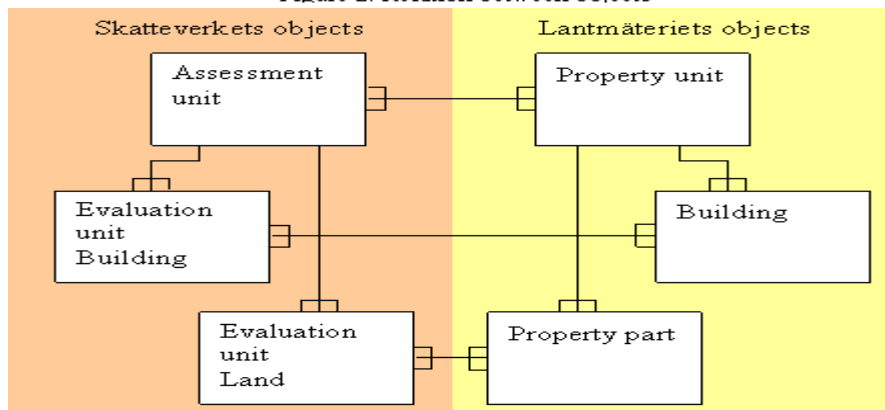 Skatteverkets objects
Lantmäteriets objects
Assessment
unit
Property unit
Evaluation
unit
Building
Building
Evaluation
unit
Land
Property part